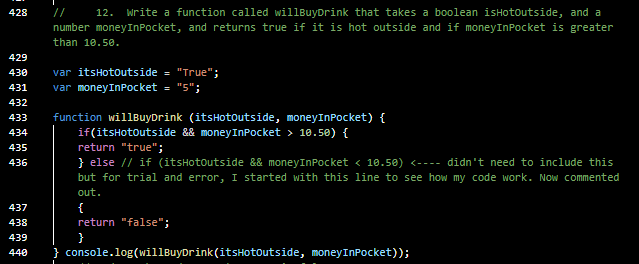 428 //    12.  Write a function called willBuyDrink that takes a boolean isHotOutside, and a
number moneyInPocket, and returns true if it is hot outside and if moneyInPocket is greater
than 10.50.
429
430 var itsHotOutside = "True";
431 var moneyInPocket = "5";
432
433 function willBuyDrink (itsHotOutside, moneyInPocket) {
434     if(itsHotOutside && moneyInPocket > 10.50) {
435     return "true";
436     } else // if (itsHotOutside && moneyInPocket < 10.50) <---- didn't need to include this
but for trial and error, I started with this line to see how my code work. Now commented
out.
437     {
438     return "false";
439     }
440 } console.log(willBuyDrink(itsHotOutside, moneyInPocket));